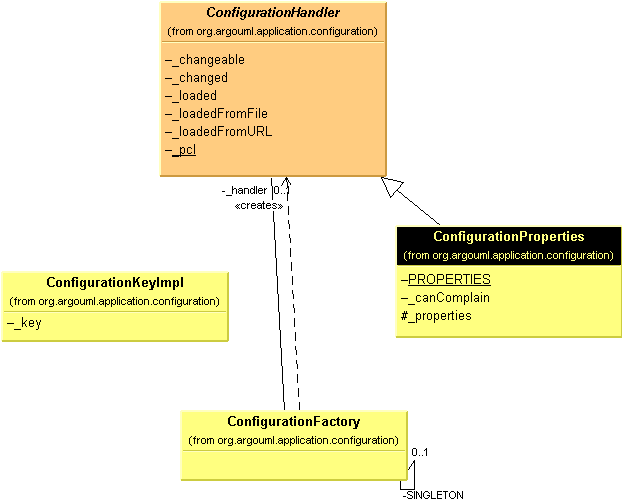 ConfigurationHandler
(from org.argouml.application.configuration)
–_changeable
–_changed
–_loaded
–_loadedFromFile
–_loadedFromURL
–_pcl
-_handler 0..1
«creates»
ConfigurationProperties
(from org.argouml.application.configuration)
–PROPERTIES
–_canComplain
#_properties
ConfigurationKeyImpl
(from org.argouml.application.configuration)
–_key
ConfigurationFactory
(from org.argouml.application.configuration)
0..1
-SINGLETON